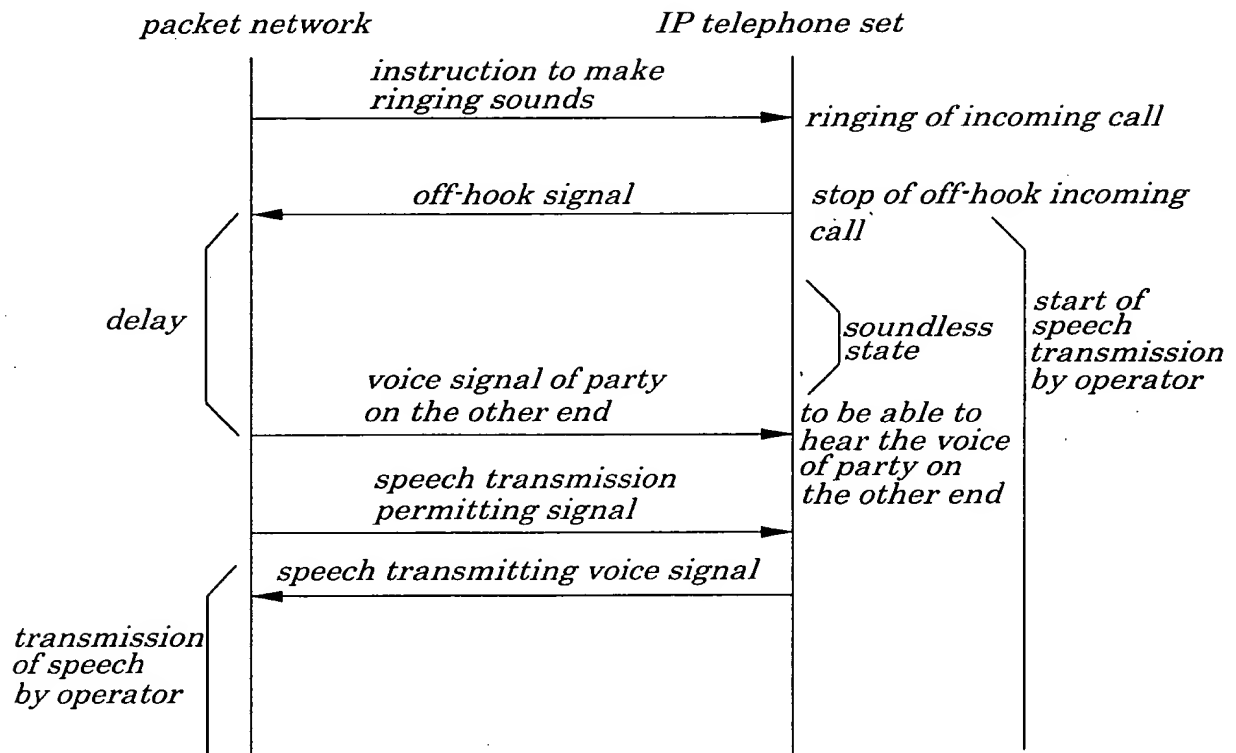 packet network
IP telephone set
instruction to make
ringing sounds
ringing of incoming call
off-hook signal
stop of off-hook incoming
call
delay
soundless
state
start of
speech
transmission
by operator
voice signal of party
on the other end
to be able to
hear the voice
of party on
the other end
speech transmission
permitting signal
speech transmitting voice signal
transmission
of speech
by operator